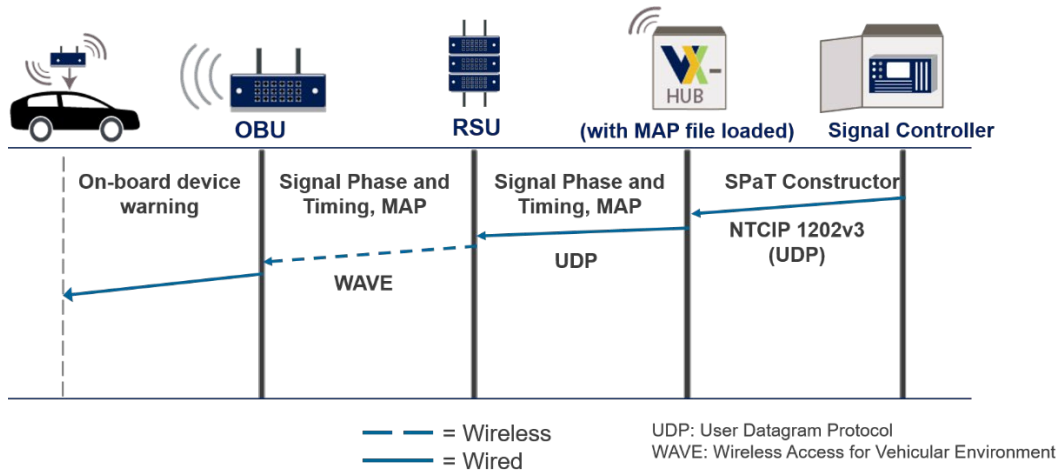 VX-
HUB
OBU
RSU
(with MAP file loaded)
Signal Controller
On-board device
warning
Signal Phase and
Timing, MAP
WAVE
Signal Phase and
Timing, MAP
UDP
SPaT Constructor
NTCIP 1202v3
(UDP)
= Wireless
= Wired
UDP: User Datagram Protocol
WAVE: Wireless Access for Vehicular Environment